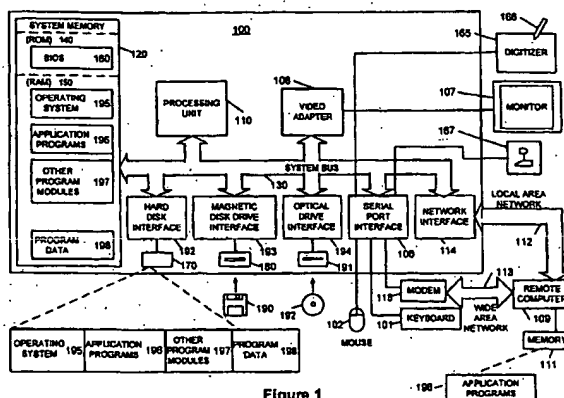 SYSTEM MEMORY
(ROM) 140
BIOS 160
(RAM) 150
OPERATING SYSTEM 195
APPLICATION PROGRAMS 196
OTHER PROGRAM MODULES 197
PROGRAM DATA 198
120
100
PROCESSING UNIT
110
VIDEO ADAPTER
108
166
165
DIGITIZER
107
MONITOR
167
SYSTEM BUS
130
HARD DISK INTERFACE
192
MAGNETIC DISK DRIVE INTERFACE
193
OPTICAL DRIVE INTERFACE
194
SERIAL PORT INTERFACE
106
NETWORK INTERFACE
114
LOCAL AREA NETWORK
112
170
180
191
190
192
102
MOUSE
MODEM
115
KEYBOARD
101
113
WIDE AREA NETWORK
REMOTE COMPUTER
109
MEMORY
111
OPERATING SYSTEM 195
APPLICATION PROGRAMS 196
OTHER PROGRAM MODULES 197
PROGRAM DATA 198
196
APPLICATION PROGRAMS
Figure 1